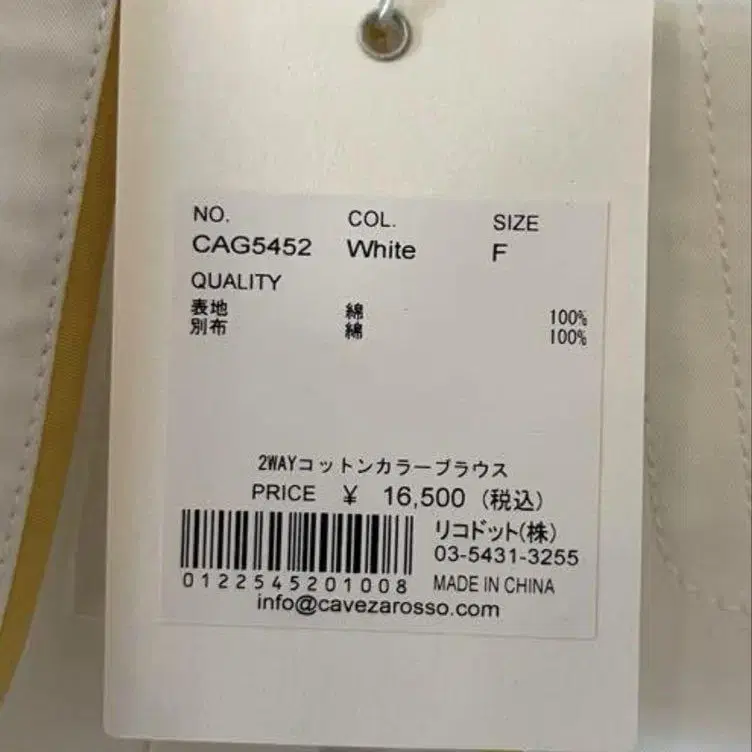 NO. COL. SIZE
CAG5452 White F
QUALITY
表地 綿 100%
別布 綿 100%
2WAYコットンカラーブラウス
PRICE ¥ 16,500 (税込)
リコドット(株)
03-5431-3255
0122545201008 MADE IN CHINA
info@cavezarosso.com